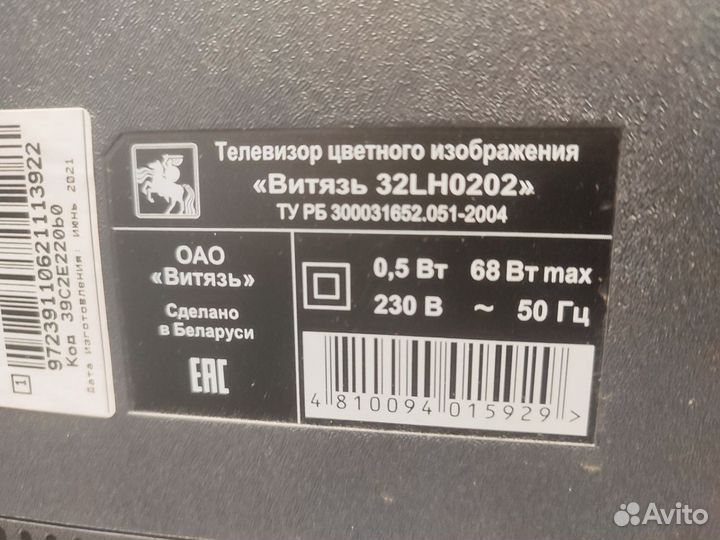 Телевизор цветного изображения
«Витязь 32LH0202»
ТУ РБ 300031652.051-2004
ОАО
«Витязь»
Сделано
в Беларуси
EAC
0,5 Вт 68 Вт max
230 В ~ 50 Гц
4 810094 015929 >
97239110621113922
Код 39C2E220b0
Дата изготовления: июнь 2021
1
Avito